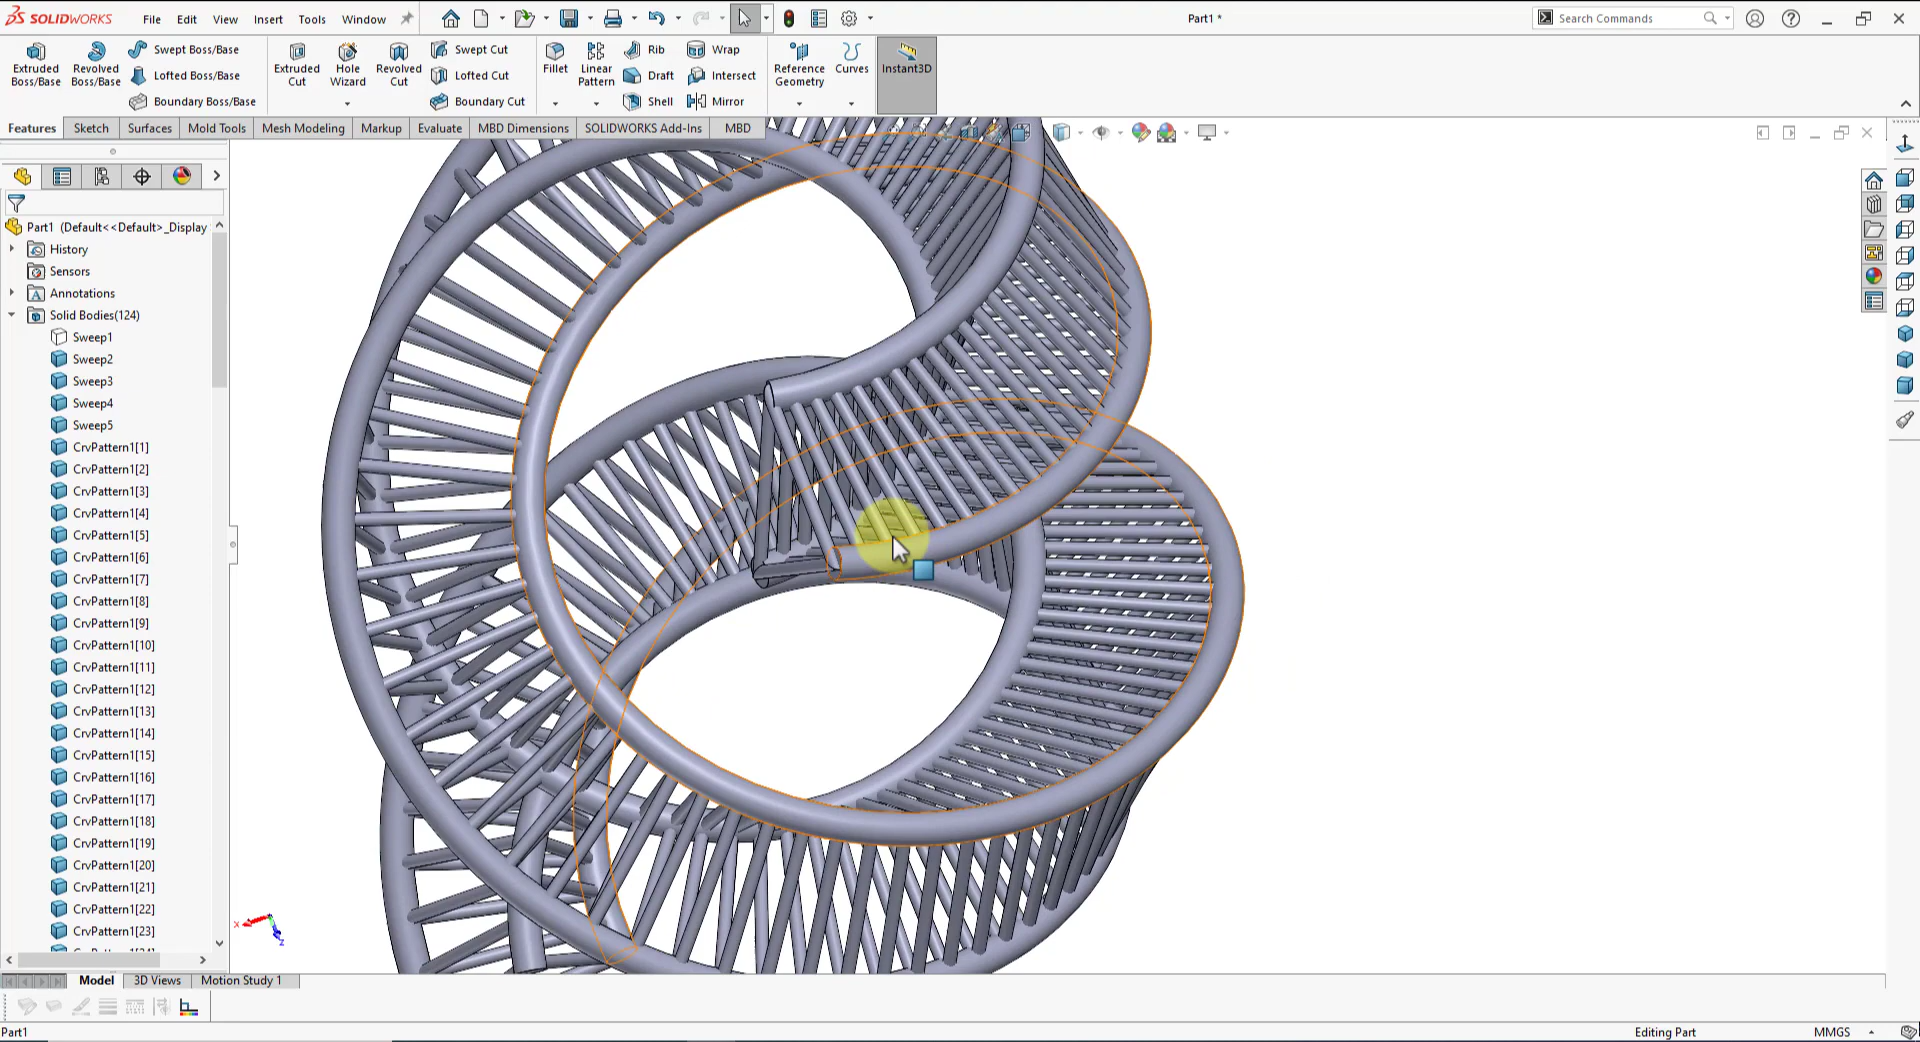 SOLIDWORKS File Edit View Insert Tools Window Part1 * Search Commands
Extruded Boss/Base
Revolved Boss/Base
Swept Boss/Base
Lofted Boss/Base
Boundary Boss/Base
Extruded Cut
Hole Wizard
Revolved Cut
Swept Cut
Lofted Cut
Boundary Cut
Fillet
Linear Pattern
Rib
Draft
Shell
Wrap
Intersect
Mirror
Reference Geometry
Curves
Instant3D
Features Sketch Surfaces Mold Tools Mesh Modeling Markup Evaluate MBD Dimensions SOLIDWORKS Add-Ins MBD
Part1 (Default<<Default>_Display
History
Sensors
Annotations
Solid Bodies(124)
Sweep1
Sweep2
Sweep3
Sweep4
Sweep5
CrvPattern1[1]
CrvPattern1[2]
CrvPattern1[3]
CrvPattern1[4]
CrvPattern1[5]
CrvPattern1[6]
CrvPattern1[7]
CrvPattern1[8]
CrvPattern1[9]
CrvPattern1[10]
CrvPattern1[11]
CrvPattern1[12]
CrvPattern1[13]
CrvPattern1[14]
CrvPattern1[15]
CrvPattern1[16]
CrvPattern1[17]
CrvPattern1[18]
CrvPattern1[19]
CrvPattern1[20]
CrvPattern1[21]
CrvPattern1[22]
CrvPattern1[23]
x
z
Model 3D Views Motion Study 1
Part1 Editing Part MMGS